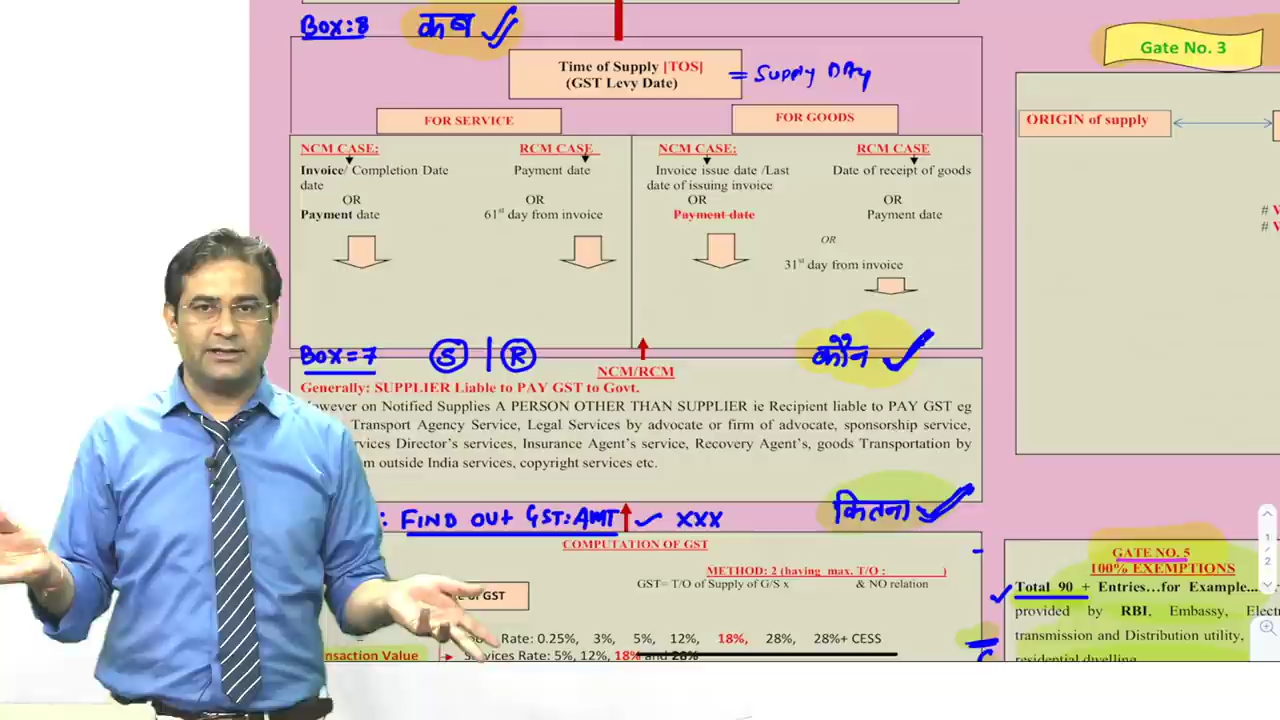 Box:8 कब
Gate No. 3
Time of Supply [TOS]
(GST Levy Date)
= Supply DAy
FOR SERVICE
FOR GOODS
ORIGIN of supply
NCM CASE:
Invoice/ Completion Date
date
OR
Payment date
RCM CASE
Payment date
OR
61st day from invoice
NCM CASE:
Invoice issue date /Last
date of issuing invoice
OR
Payment date
RCM CASE
Date of receipt of goods
OR
Payment date
OR
31st day from invoice
#
#
Box=7 S | R कौन
NCM/RCM
Generally: SUPPLIER Liable to PAY GST to Govt.
However on Notified Supplies A PERSON OTHER THAN SUPPLIER ie Recipient liable to PAY GST eg
Transport Agency Service, Legal Services by advocate or firm of advocate, sponsorship service,
Director's services, Insurance Agent's service, Recovery Agent's, goods Transportation by
outside India services, copyright services etc.
: FIND OUT GST:AMT XXX कितना
COMPUTATION OF GST
METHOD: 2 (having max. T/O : ________)
GST= T/O of Supply of G/S x & NO relation
of GST
Rate: 0.25%, 3%, 5%, 12%, 18%, 28%, 28%+ CESS
Transaction Value
Services Rate: 5%, 12%, 18% and 28%
GATE NO. 5
100% EXEMPTIONS
Total 90 + Entries…for Example…
provided by RBI, Embassy,
transmission and Distribution utility,
residential dwelling
1
/
2